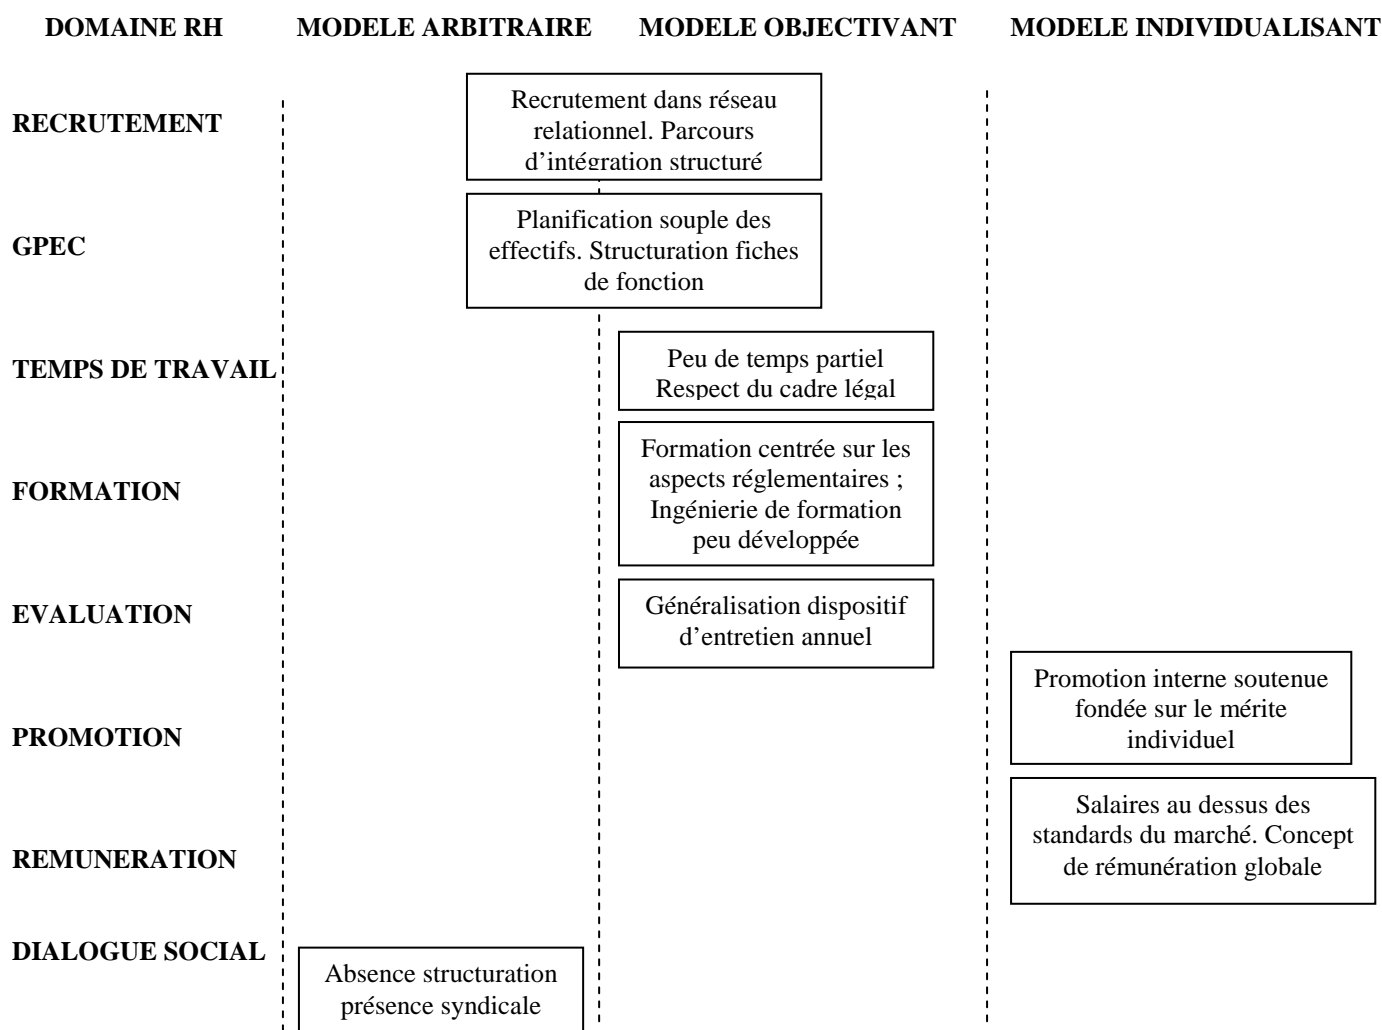 DOMAINE RH MODELE ARBITRAIRE MODELE OBJECTIVANT MODELE INDIVIDUALISANT
RECRUTEMENT
Recrutement dans réseau
relationnel. Parcours
d’intégration structuré
GPEC
Planification souple des
effectifs. Structuration fiches
de fonction
TEMPS DE TRAVAIL
Peu de temps partiel
Respect du cadre légal
FORMATION
Formation centrée sur les
aspects réglementaires ;
Ingénierie de formation
peu développée
EVALUATION
Généralisation dispositif
d’entretien annuel
PROMOTION
Promotion interne soutenue
fondée sur le mérite
individuel
REMUNERATION
Salaires au dessus des
standards du marché. Concept
de rémunération globale
DIALOGUE SOCIAL
Absence structuration
présence syndicale